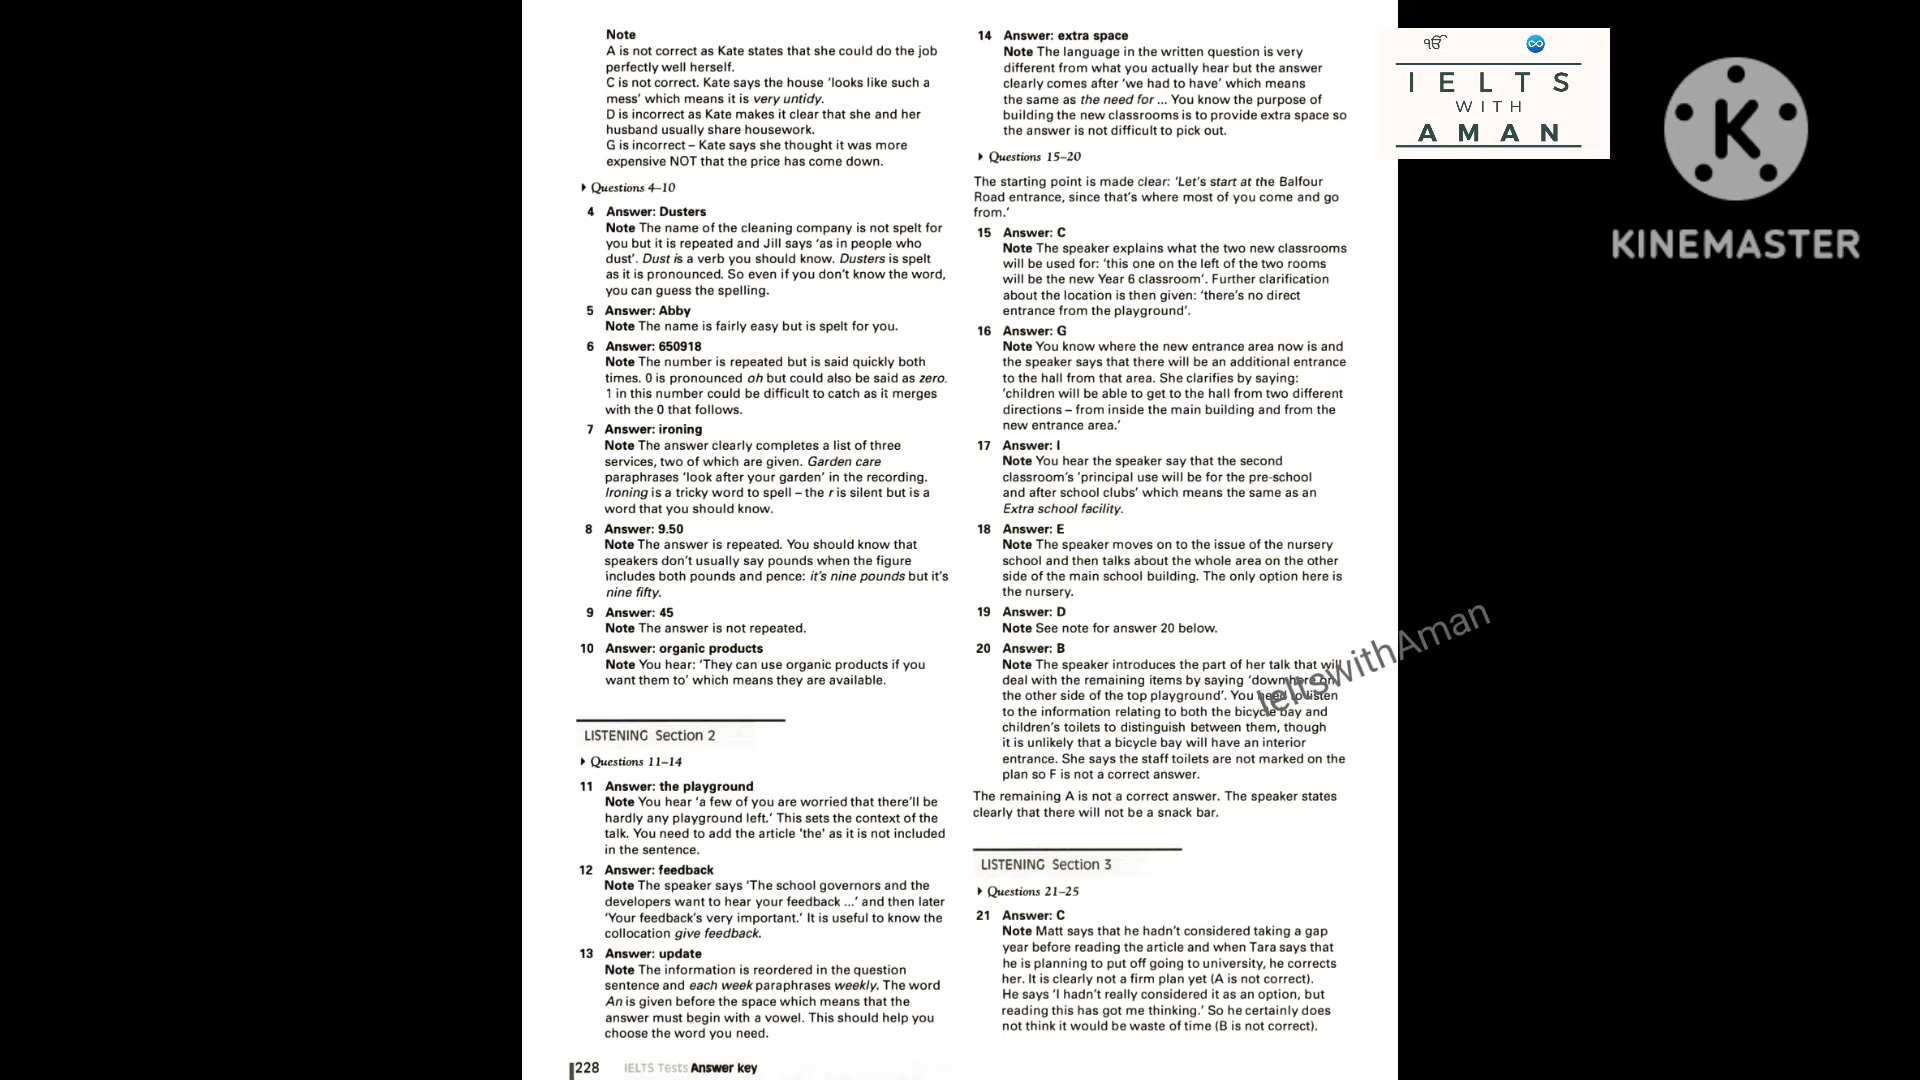 Note
A is not correct as Kate states that she could do the job
perfectly well herself.
C is not correct. Kate says the house 'looks like such a
mess' which means it is very untidy.
D is incorrect as Kate makes it clear that she and her
husband usually share housework.
G is incorrect – Kate says she thought it was more
expensive NOT that the price has come down.
Questions 4–10
4 Answer: Dusters
Note The name of the cleaning company is not spelt for
you but it is repeated and Jill says 'as in people who
dust'. Dust is a verb you should know. Dusters is spelt
as it is pronounced. So even if you don't know the word,
you can guess the spelling.
5 Answer: Abby
Note The name is fairly easy but is spelt for you.
6 Answer: 650918
Note The number is repeated but is said quickly both
times. 0 is pronounced oh but could also be said as zero.
1 in this number could be difficult to catch as it merges
with the 0 that follows.
7 Answer: ironing
Note The answer clearly completes a list of three
services, two of which are given. Garden care
paraphrases 'look after your garden' in the recording.
Ironing is a tricky word to spell – the r is silent but is a
word that you should know.
8 Answer: 9.50
Note The answer is repeated. You should know that
speakers don't usually say pounds when the figure
includes both pounds and pence: it's nine pounds but it's
nine fifty.
9 Answer: 45
Note The answer is not repeated.
10 Answer: organic products
Note You hear: 'They can use organic products if you
want them to' which means they are available.
LISTENING Section 2
Questions 11–14
11 Answer: the playground
Note You hear 'a few of you are worried that there'll be
hardly any playground left.' This sets the context of the
talk. You need to add the article 'the' as it is not included
in the sentence.
12 Answer: feedback
Note The speaker says 'The school governors and the
developers want to hear your feedback ...' and then later
'Your feedback's very important.' It is useful to know the
collocation give feedback.
13 Answer: update
Note The information is reordered in the question
sentence and each week paraphrases weekly. The word
An is given before the space which means that the
answer must begin with a vowel. This should help you
choose the word you need.
228 IELTS Tests Answer key
14 Answer: extra space
Note The language in the written question is very
different from what you actually hear but the answer
clearly comes after 'we had to have' which means
the same as the need for ... You know the purpose of
building the new classrooms is to provide extra space so
the answer is not difficult to pick out.
Questions 15–20
The starting point is made clear: 'Let's start at the Balfour
Road entrance, since that's where most of you come and go
from.'
15 Answer: C
Note The speaker explains what the two new classrooms
will be used for: 'this one on the left of the two rooms
will be the new Year 6 classroom'. Further clarification
about the location is then given: 'there's no direct
entrance from the playground'.
16 Answer: G
Note You know where the new entrance area now is and
the speaker says that there will be an additional entrance
to the hall from that area. She clarifies by saying:
'children will be able to get to the hall from two different
directions – from inside the main building and from the
new entrance area.'
17 Answer: I
Note You hear the speaker say that the second
classroom's 'principal use will be for the pre-school
and after school clubs' which means the same as an
Extra school facility.
18 Answer: E
Note The speaker moves on to the issue of the nursery
school and then talks about the whole area on the other
side of the main school building. The only option here is
the nursery.
19 Answer: D
Note See note for answer 20 below.
20 Answer: B
Note The speaker introduces the part of her talk that will
deal with the remaining items by saying 'down here on
the other side of the top playground'. You need to listen
to the information relating to both the bicycle bay and
children's toilets to distinguish between them, though
it is unlikely that a bicycle bay will have an interior
entrance. She says the staff toilets are not marked on the
plan so F is not a correct answer.
The remaining A is not a correct answer. The speaker states
clearly that there will not be a snack bar.
LISTENING Section 3
Questions 21–25
21 Answer: C
Note Matt says that he hadn't considered taking a gap
year before reading the article and when Tara says that
he is planning to put off going to university, he corrects
her. It is clearly not a firm plan yet (A is not correct).
He says 'I hadn't really considered it as an option, but
reading this has got me thinking.' So he certainly does
not think it would be waste of time (B is not correct).
IeltswithAman
ੴ
IELTS
WITH
AMAN
K
KINEMASTER